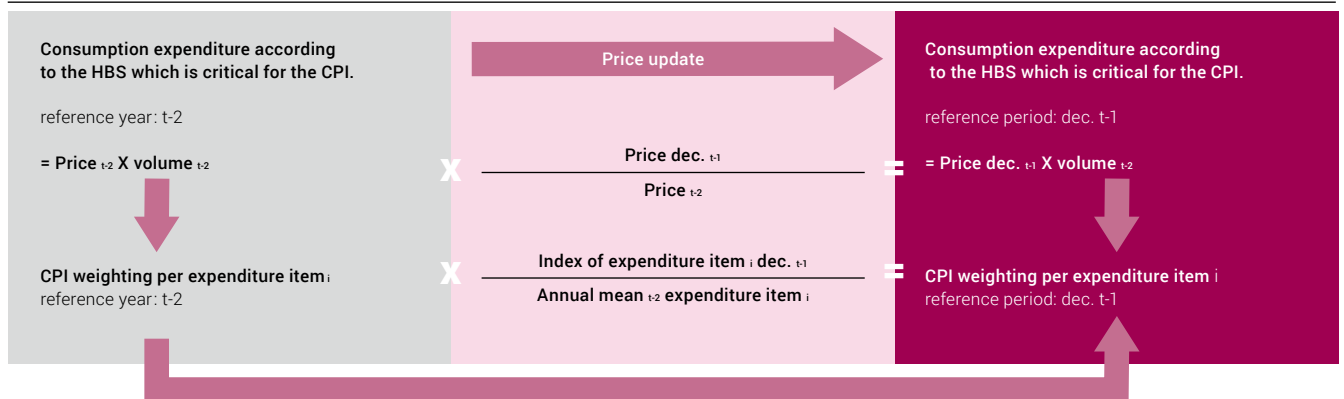 Consumption expenditure according
to the HBS which is critical for the CPI.
reference year: t-2
= Price t-2 X volume t-2
CPI weighting per expenditure item i
reference year: t-2
Price update
X
Price dec. t-1
Price t-2
=
X
Index of expenditure item i dec. t-1
Annual mean t-2 expenditure item i
=
Consumption expenditure according
to the HBS which is critical for the CPI.
reference period: dec. t-1
= Price dec. t-1 X volume t-2
CPI weighting per expenditure item i
reference period: dec. t-1